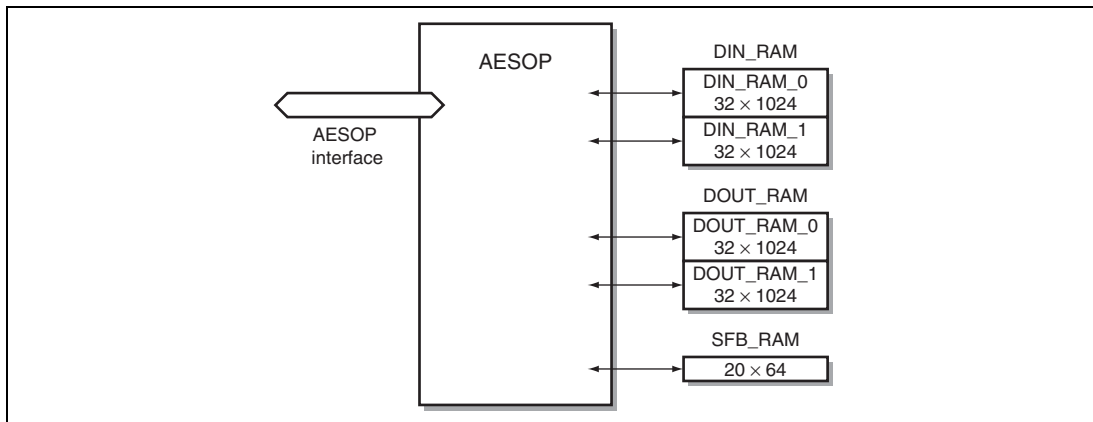 AESOP
AESOP
interface
DIN_RAM
DIN_RAM_0
32 × 1024
DIN_RAM_1
32 × 1024
DOUT_RAM
DOUT_RAM_0
32 × 1024
DOUT_RAM_1
32 × 1024
SFB_RAM
20 × 64